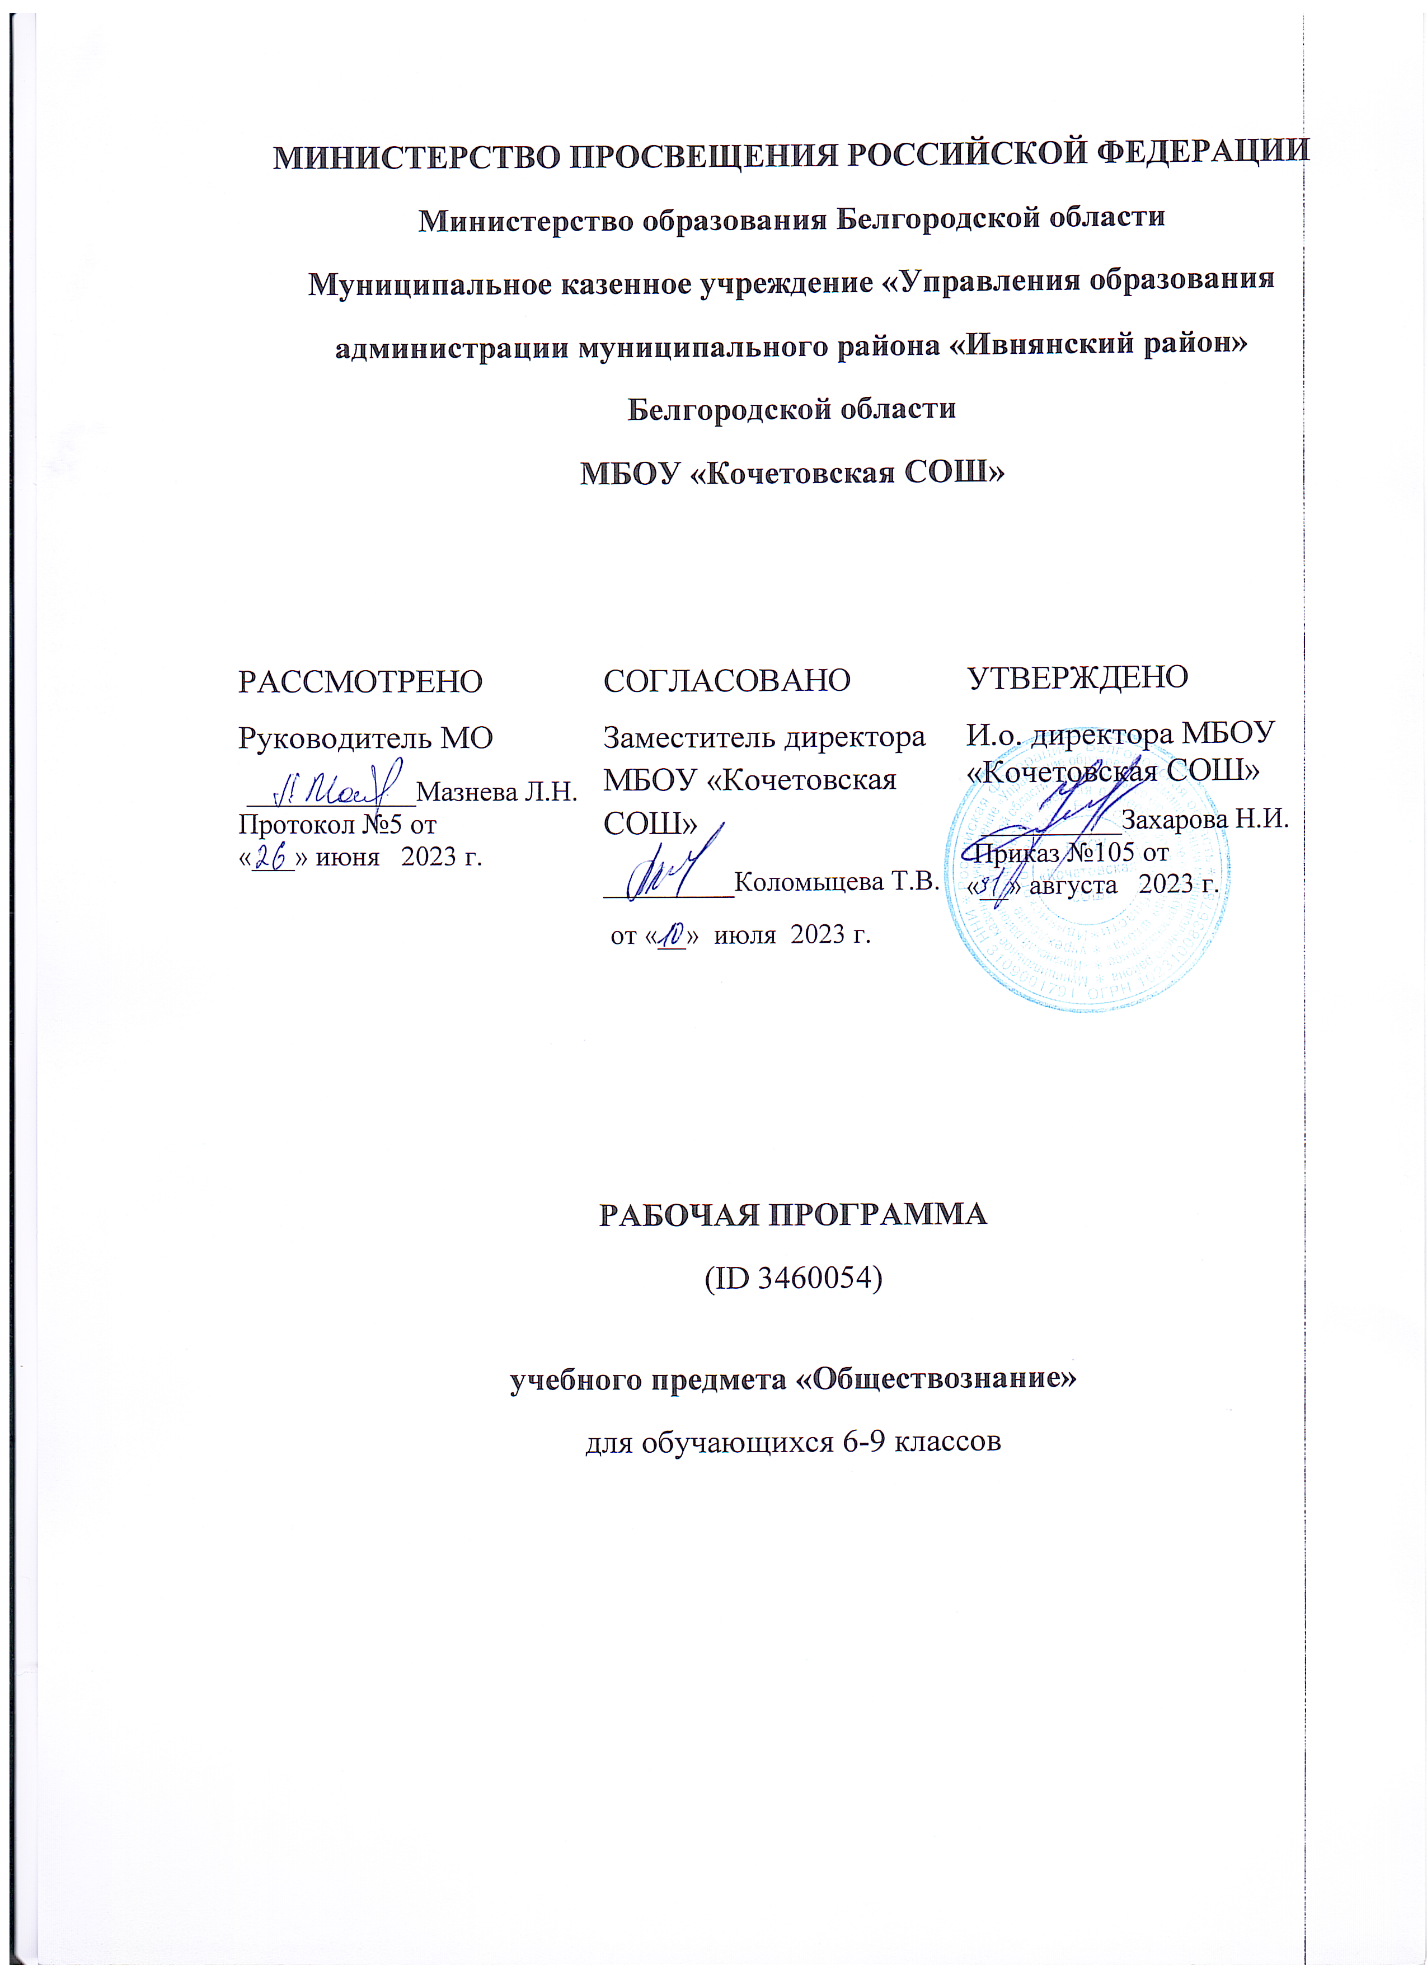 МИНИСТЕРСТВО ПРОСВЕЩЕНИЯ РОССИЙСКОЙ ФЕДЕРАЦИИ
Министерство образования Белгородской области
Муниципальное казенное учреждение «Управления образования
администрации муниципального района «Ивнянский район»
Белгородской области
МБОУ «Кочетовская СОШ»
РАССМОТРЕНО
Руководитель МО
Мазнева Л.Н.
Протокол №5 от
«26» июня 2023 г.
СОГЛАСОВАНО
Заместитель директора
МБОУ «Кочетовская
СОШ»
Коломыцева Т.В.
от «10» июля 2023 г.
УТВЕРЖДЕНО
И.о. директора МБОУ
«Кочетовская СОШ»
Захарова Н.И.
Приказ №105 от
«31» августа 2023 г.
РАБОЧАЯ ПРОГРАММА
(ID 3460054)
учебного предмета «Обществознание»
для обучающихся 6-9 классов